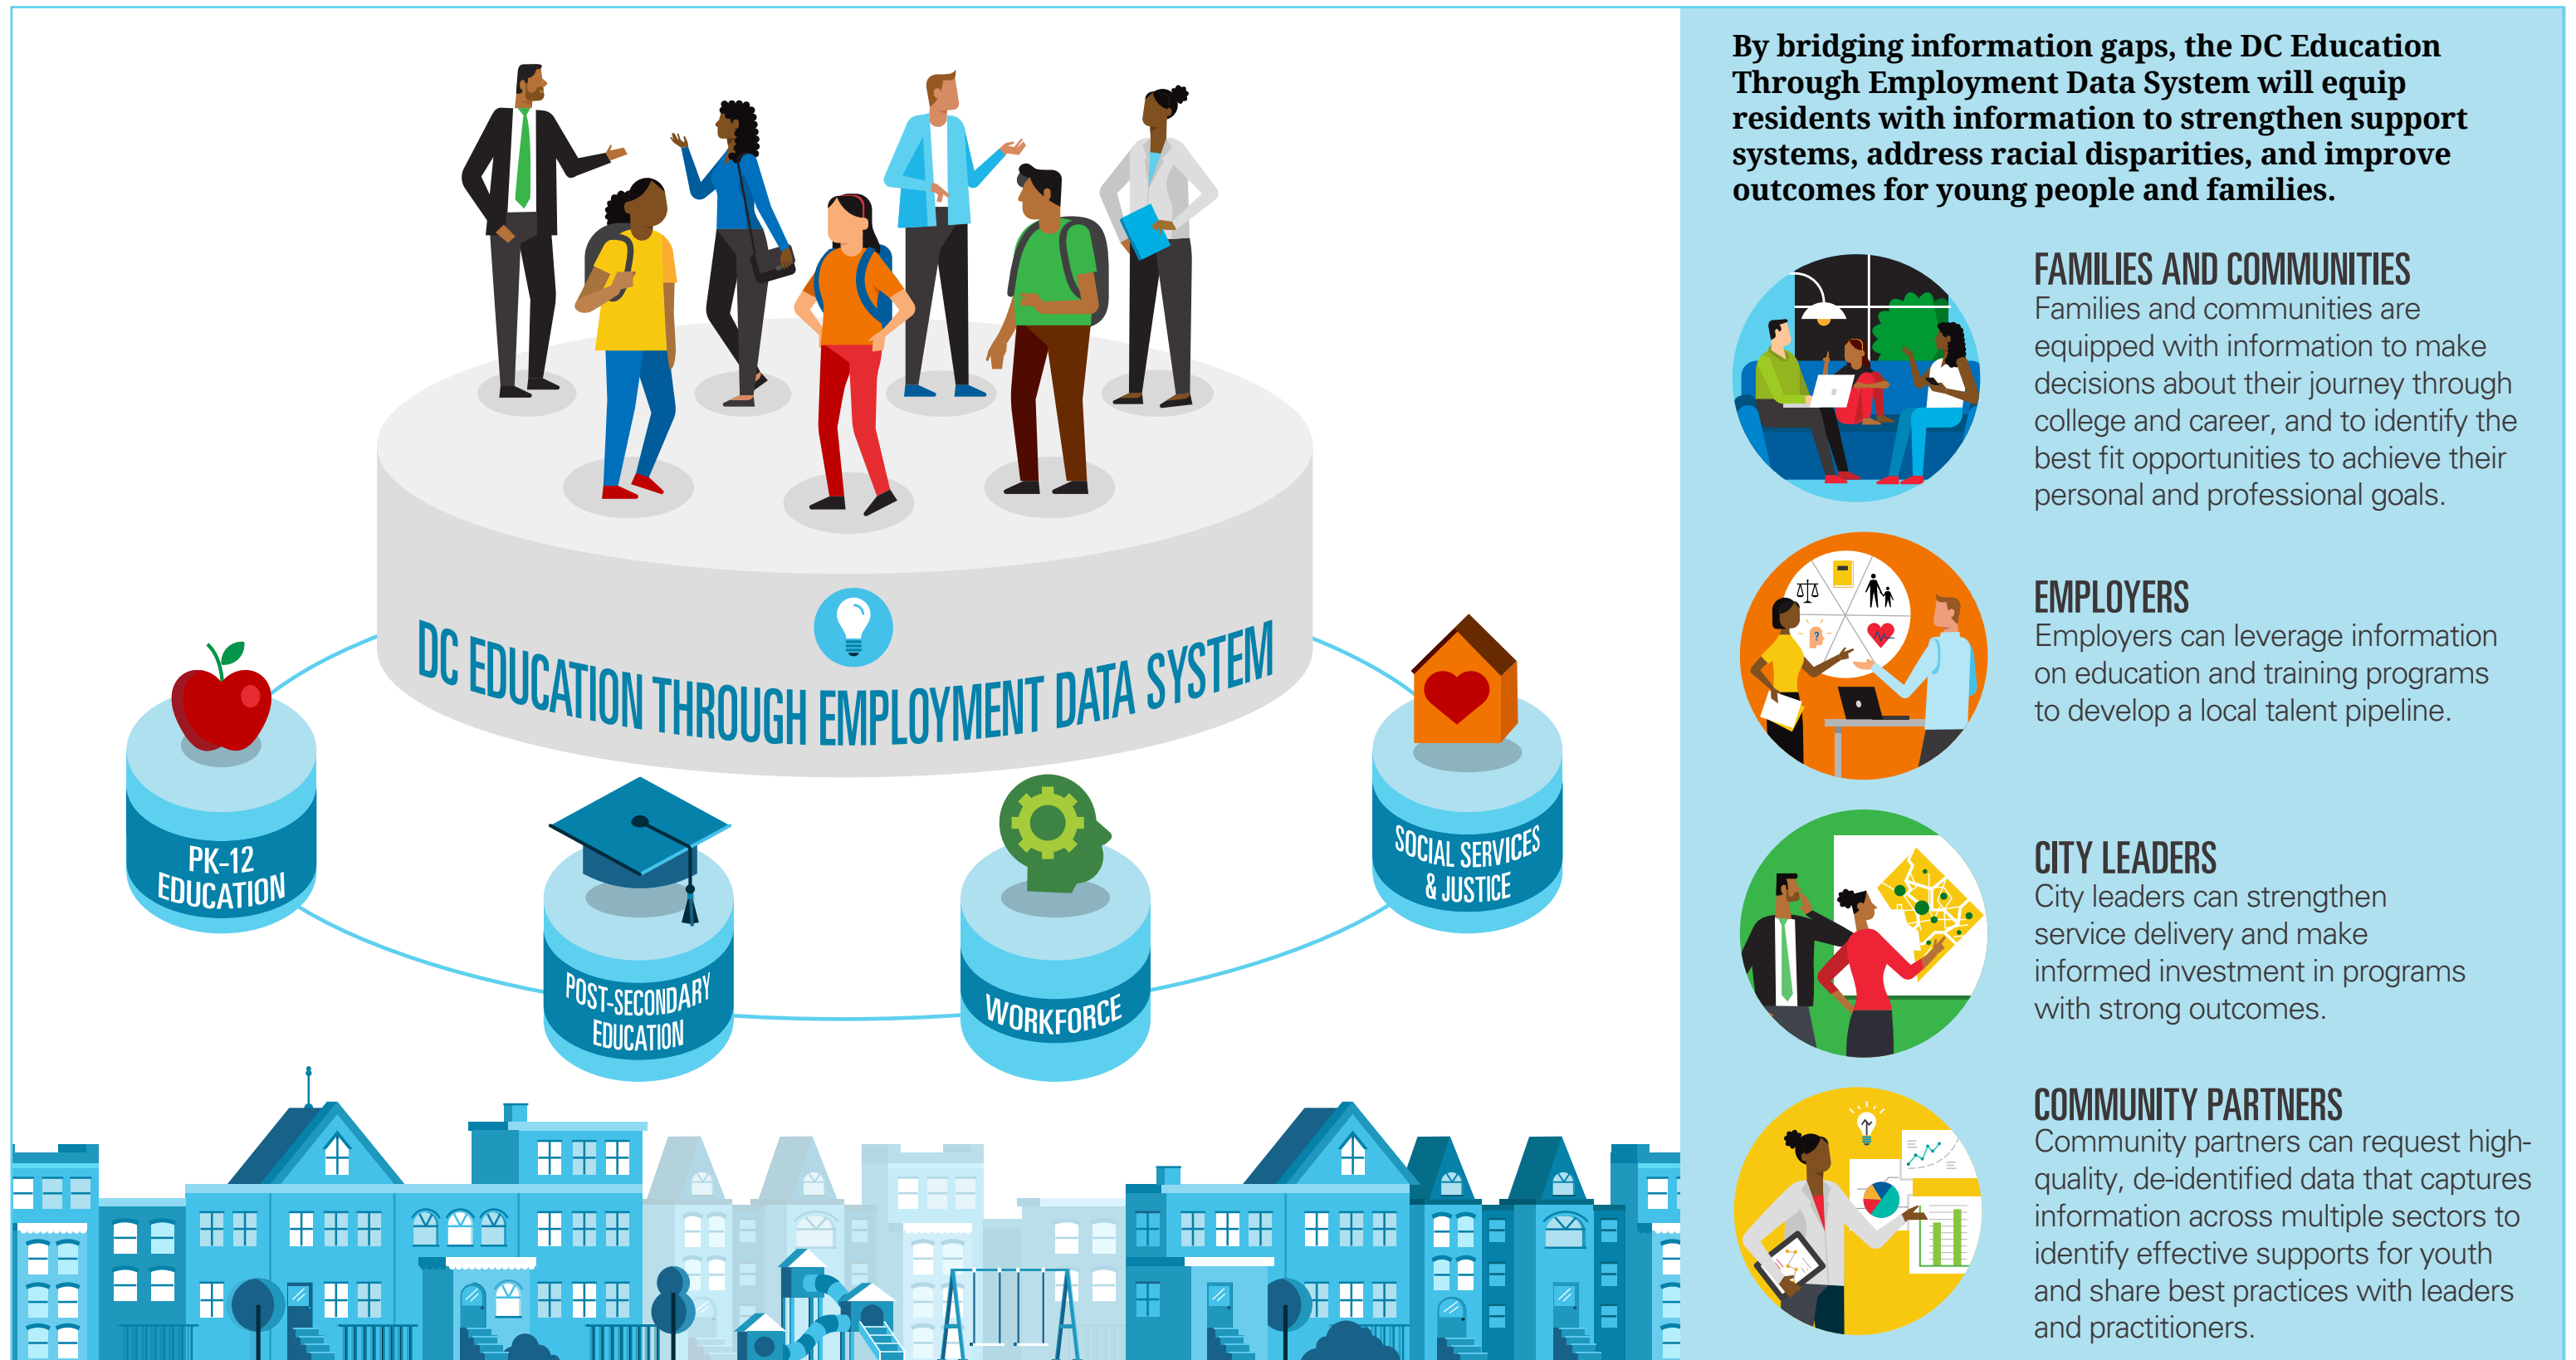 DC EDUCATION THROUGH EMPLOYMENT DATA SYSTEM
PK-12
EDUCATION
POST-SECONDARY
EDUCATION
WORKFORCE
SOCIAL SERVICES
& JUSTICE
By bridging information gaps, the DC Education
Through Employment Data System will equip
residents with information to strengthen support
systems, address racial disparities, and improve
outcomes for young people and families.
FAMILIES AND COMMUNITIES
Families and communities are
equipped with information to make
decisions about their journey through
college and career, and to identify the
best fit opportunities to achieve their
personal and professional goals.
EMPLOYERS
Employers can leverage information
on education and training programs
to develop a local talent pipeline.
?
CITY LEADERS
City leaders can strengthen
service delivery and make
informed investment in programs
with strong outcomes.
COMMUNITY PARTNERS
Community partners can request high-
quality, de-identified data that captures
information across multiple sectors to
identify effective supports for youth
and share best practices with leaders
and practitioners.